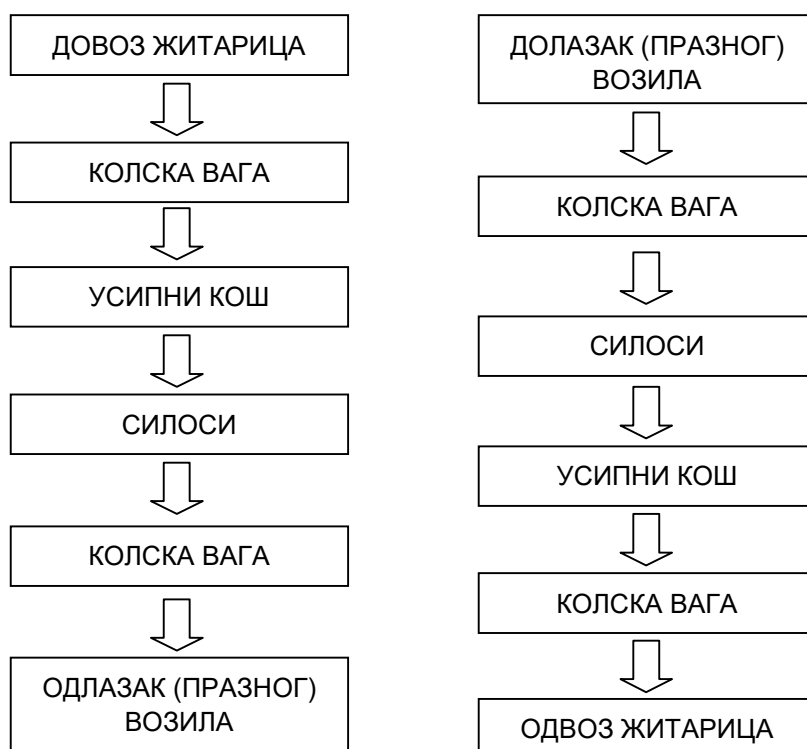 ДОВОЗ ЖИТАРИЦА
КОЛСКА ВАГА
УСИПНИ КОШ
СИЛОСИ
КОЛСКА ВАГА
ОДЛАЗАК (ПРАЗНОГ)
ВОЗИЛА
ДОЛАЗАК (ПРАЗНОГ)
ВОЗИЛА
КОЛСКА ВАГА
СИЛОСИ
УСИПНИ КОШ
КОЛСКА ВАГА
ОДВОЗ ЖИТАРИЦА